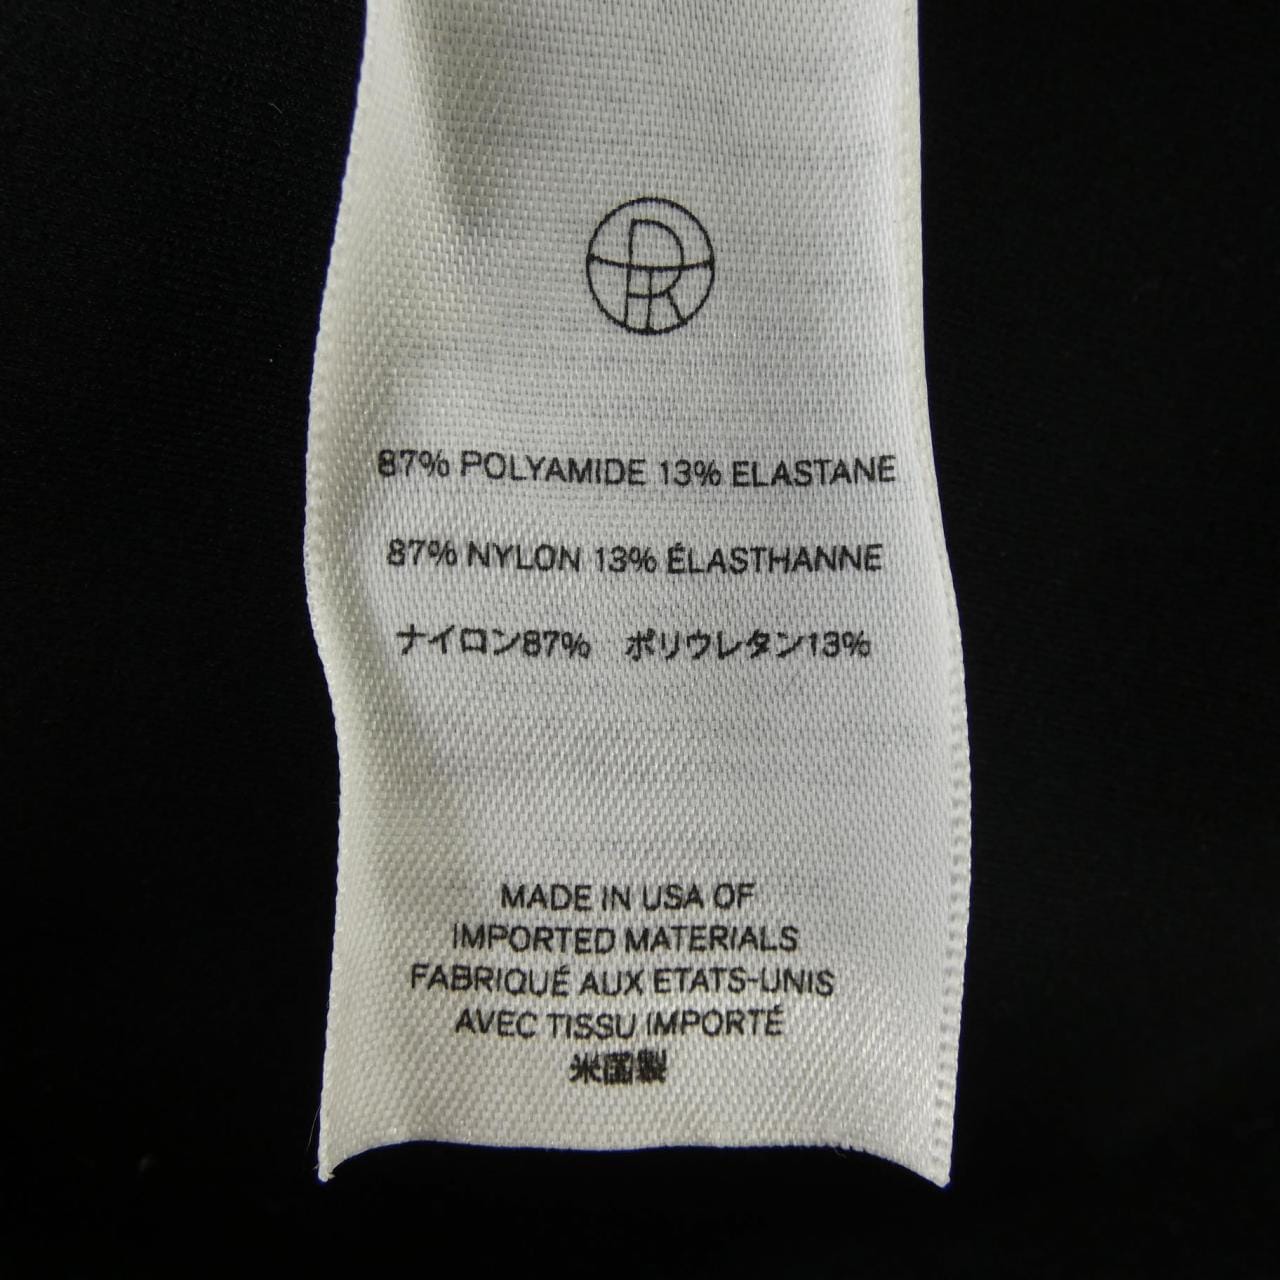 87% POLYAMIDE 13% ELASTANE
87% NYLON 13% ÉLASTHANNE
ナイロン87%　ポリウレタン13%
MADE IN USA OF
IMPORTED MATERIALS
FABRIQUÉ AUX ETATS-UNIS
AVEC TISSU IMPORTÉ
米国製